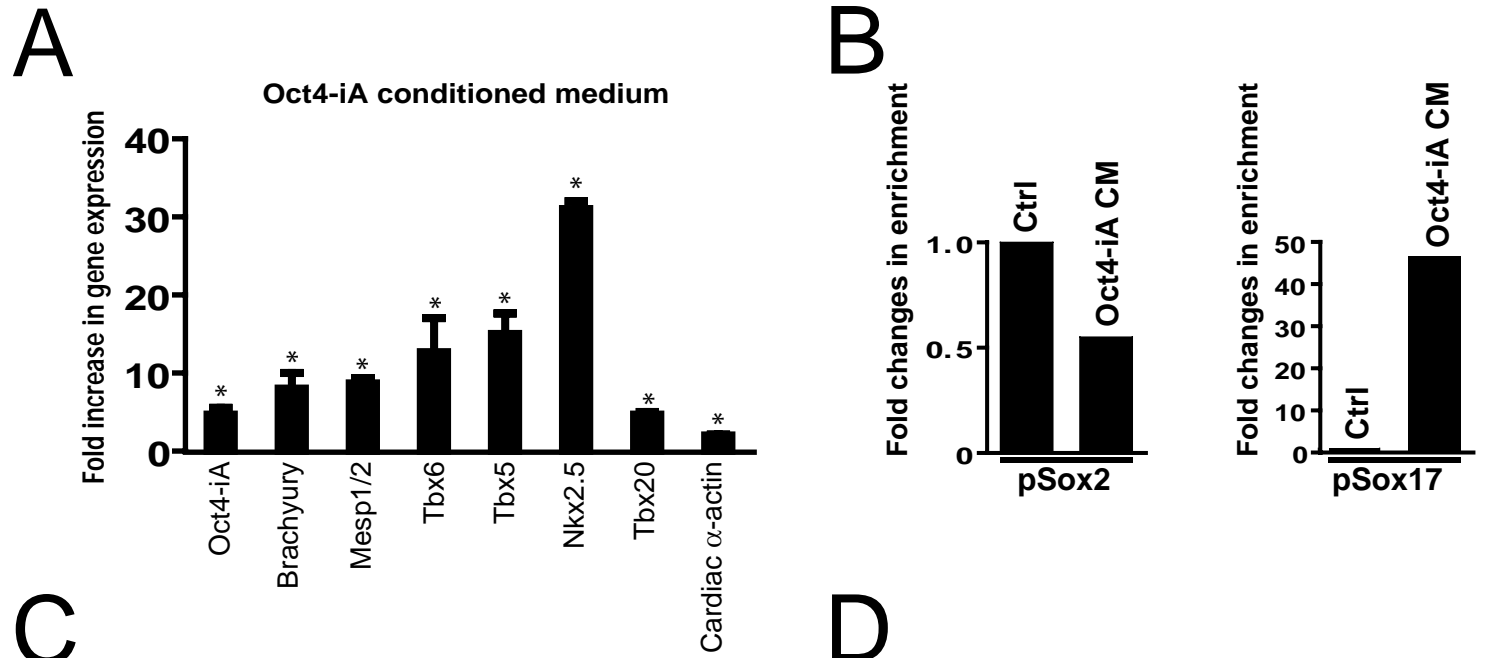 A
Oct4-iA conditioned medium
Fold increase in gene expression
40
30
20
10
0
*
*
*
*
*
*
*
*
Oct4-iA
Brachyury
Mesp1/2
Tbx6
Tbx5
Nkx2.5
Tbx20
Cardiac α-actin
B
Fold changes in enrichment
1.0
0.5
0
Ctrl
Oct4-iA CM
pSox2
Fold changes in enrichment
50
40
30
20
10
0
Ctrl
Oct4-iA CM
pSox17
C
D